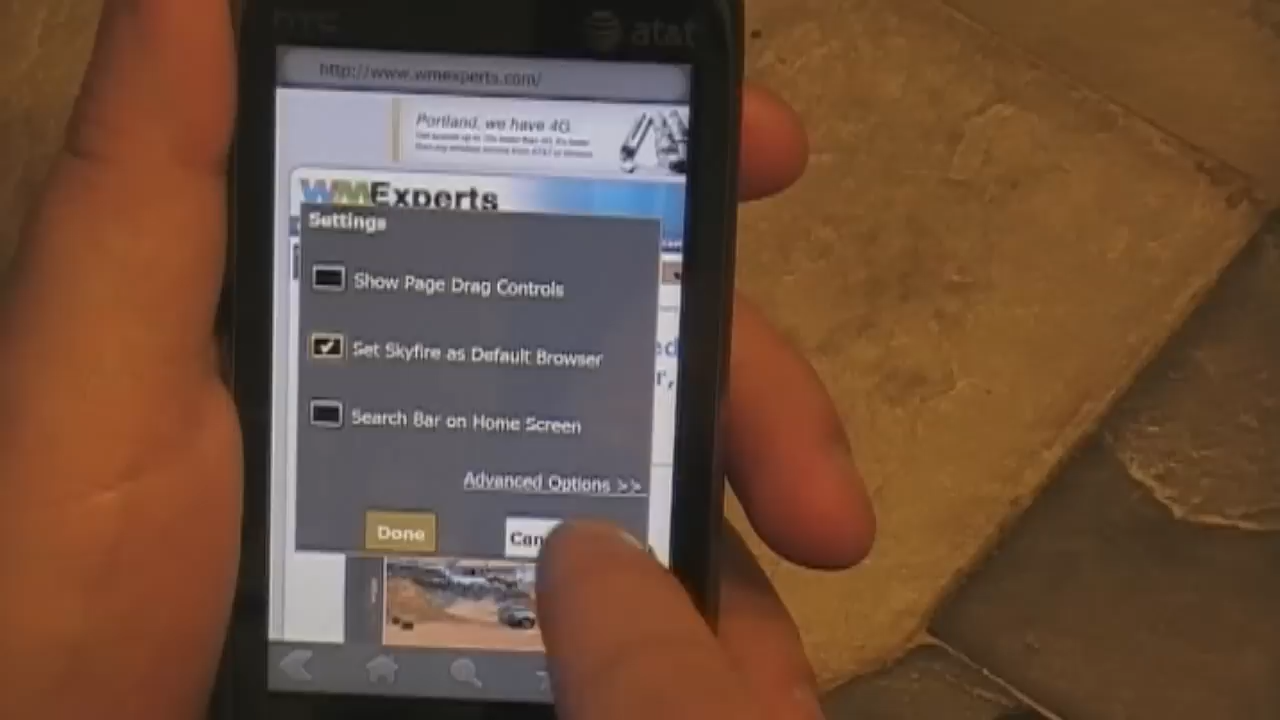 hTC
at&t
http://www.wmexperts.com/
Portland, we have 4G.
WMExperts
Settings
Show Page Drag Controls
Set Skyfire as Default Browser
Search Bar on Home Screen
Advanced Options >>
Done
Can